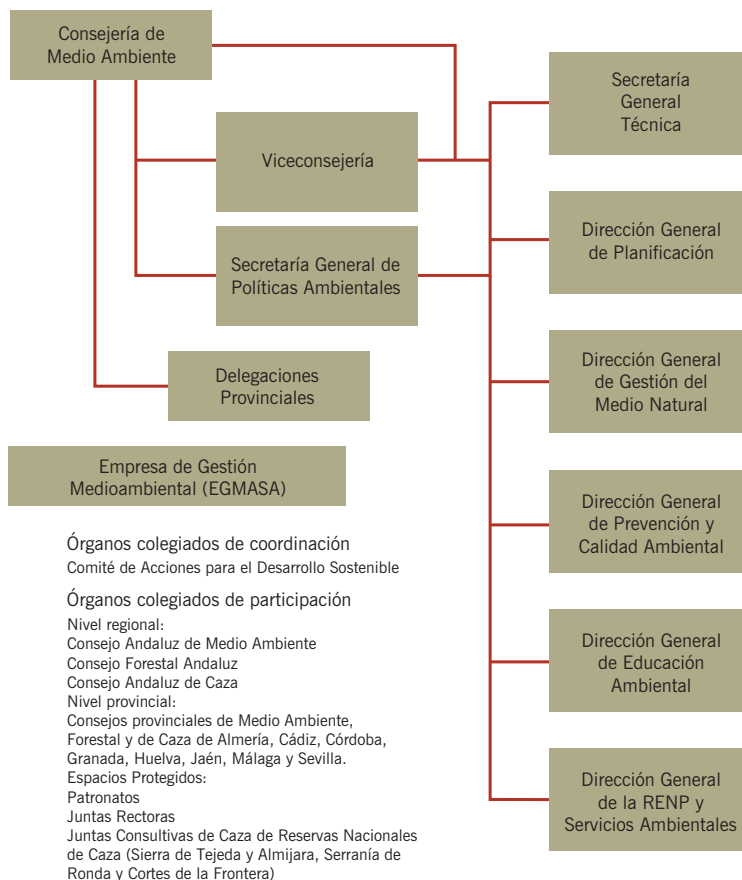 Consejería de
Medio Ambiente
Viceconsejería
Secretaría General de
Políticas Ambientales
Delegaciones
Provinciales
Empresa de Gestión
Medioambiental (EGMASA)
Órganos colegiados de coordinación
Comité de Acciones para el Desarrollo Sostenible
Órganos colegiados de participación
Nivel regional:
Consejo Andaluz de Medio Ambiente
Consejo Forestal Andaluz
Consejo Andaluz de Caza
Nivel provincial:
Consejos provinciales de Medio Ambiente,
Forestal y de Caza de Almería, Cádiz, Córdoba,
Granada, Huelva, Jaén, Málaga y Sevilla.
Espacios Protegidos:
Patronatos
Juntas Rectoras
Juntas Consultivas de Caza de Reservas Nacionales
de Caza (Sierra de Tejeda y Almijara, Serranía de
Ronda y Cortes de la Frontera)
Secretaría
General
Técnica
Dirección General
de Planificación
Dirección General
de Gestión del
Medio Natural
Dirección General
de Prevención y
Calidad Ambiental
Dirección General
de Educación
Ambiental
Dirección General
de la RENP y
Servicios Ambientales